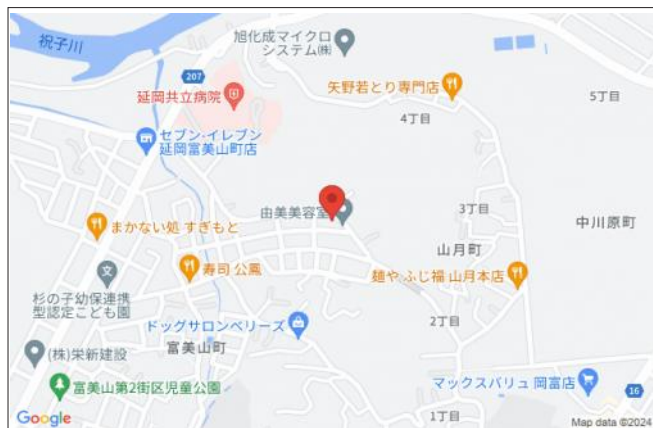 祝子川
旭化成マイクロ
システム㈱
207
延岡共立病院
矢野若とり専門店
5丁目
4丁目
セブン-イレブン
延岡富美山町店
由美美容室
3丁目
中川原町
まかない処 すぎもと
山月町
寿司 公鳳
麺や ふじ福 山月本店
杉の子幼保連携
型認定こども園
ドッグサロンベリーズ
2丁目
富美山町
(株)栄新建設
マックスバリュ 岡富店
16
富美山第2街区児童公園
1丁目
Google
Map data ©2024